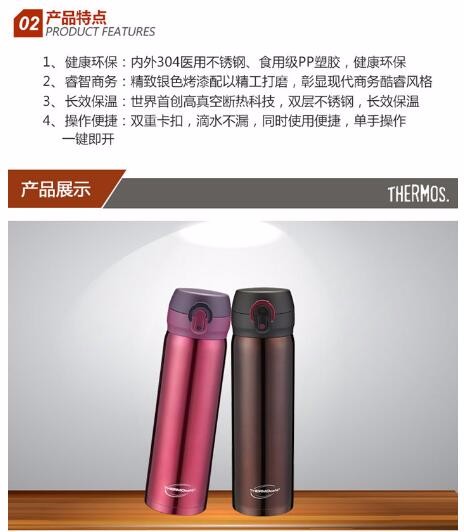 02 产品特点
PRODUCT FEATURES
1、健康环保：内外304医用不锈钢、食用级PP塑胶，健康环保
2、睿智商务：精致银色烤漆配以精工打磨，彰显现代商务酷睿风格
3、长效保温：世界首创高真空断热科技，双层不锈钢，长效保温
4、操作便捷：双重卡扣，滴水不漏，同时使用便捷，单手操作
一键即开
产品展示
THERMOS.